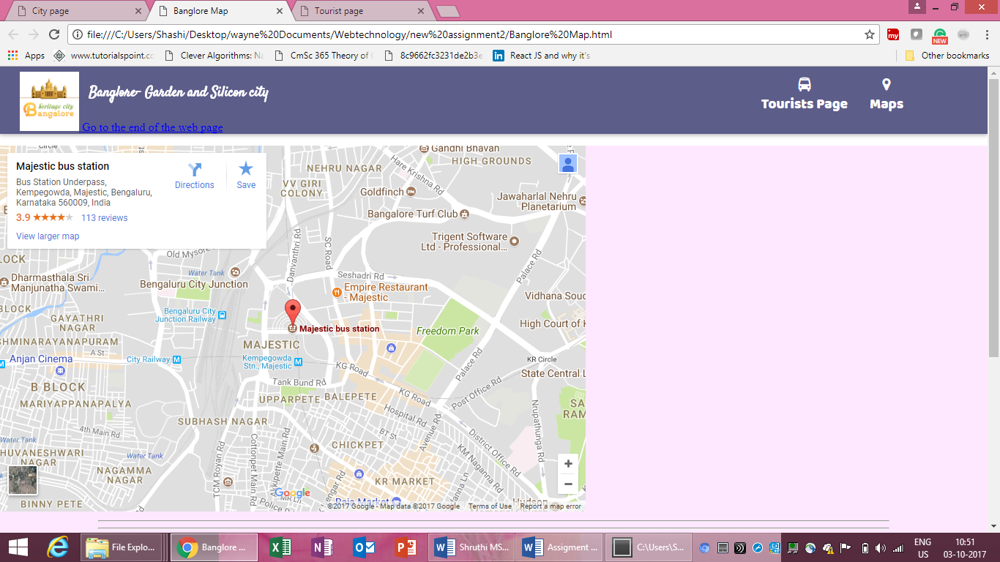 City page
Banglore Map
Tourist page
file:///C:/Users/Shashi/Desktop/wayne%20Documents/Webtechnology/new%20assignment2/Banglore%20Map.html
Apps
www.tutorialspoint.co
Clever Algorithms: Na
CmSc 365 Theory of
8c9662fc3231de2b3e
React JS and why it's
Other bookmarks
my
NEW
heritage city
Bangalore
Banglore- Garden and Silicon city
Go to the end of the web page
Tourists Page
Maps
Majestic bus station
Bus Station Underpass,
Kempegowda, Majestic, Bengaluru,
Karnataka 560009, India
3.9
113 reviews
View larger map
Directions
Save
Circle
Gandhi Bhavan
HIGH GROUNDS
NEHRU NAGAR
Hare Krishna Rd
VV GIRI
COLONY
Goldfinch
Jawaharlal Nehru
Planetarium
Bangalore Turf Club
Trigent Software
Ltd - Professional...
Danvanthri Rd
SC Road
Palace Rd
Old Mysore
LOCK
Water Tank
Dharmasthala Sri
Manjunatha Swami...
Bengaluru City Junction
Seshadri Rd
Empire Restaurant
- Majestic
Vidhana Soud
BLOCK
Bengaluru City
Junction Railway
GAYATHRI
NAGAR
High Court of K
Majestic bus station
Freedom Park
SHMINARAYANAPURAM
MAJESTIC
A St
Anjan Cinema
City Railway
Kempegowda
Stn., Majestic
KG Road
Palace Rd
KR Circle
State Central L
B BLOCK
Tank Bund Rd
MARIYAPPANAPALYA
UPPARPETE
BALEPETE
KG Road
Post Office Rd
SA
RAM
Hospital Rd
SUBHASH NAGAR
Avenue Rd
Nrupathunga Rd
4th Main Rd
BT St
District Office Rd
Water Tank
CHICKPET
HUVANESHWARI
NAGAR
Water Tank
NAGAMMA
NAGAR
TCM Royan Rd
Cottonpet Main Rd
Akkipete Main Rd
KM Naganna Rd
KR MARKET
BINNY PETE
Google
Raja Market
Police
Hudson
©2017 Google - Map data ©2017 Google
Terms of Use
Report a map error
File Explo...
Banglore ...
Shruthi MS...
Assigment ...
C:\Users\S...
ENG
US
10:51
03-10-2017